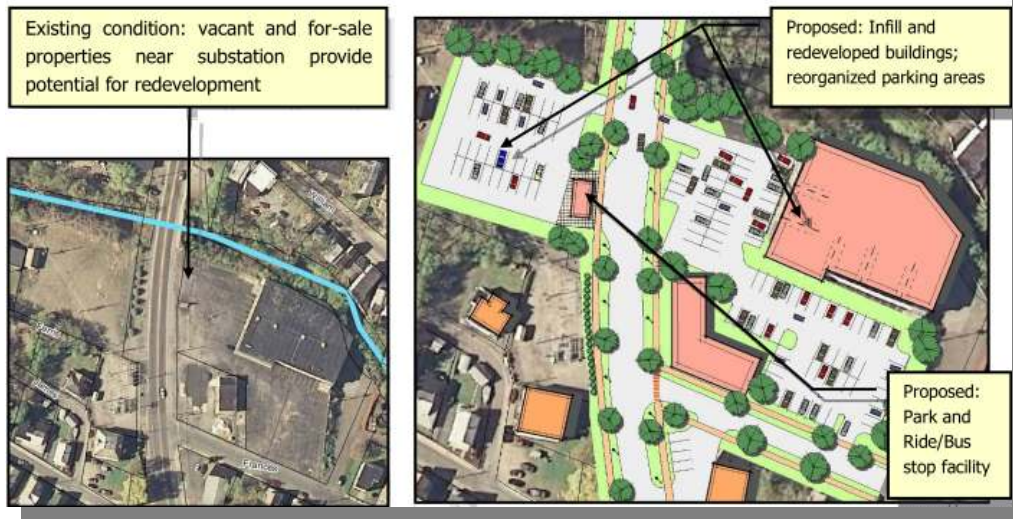 Existing condition: vacant and for-sale
properties near substation provide
potential for redevelopment
Proposed: Infill and
redeveloped buildings;
reorganized parking areas
Frances
Proposed:
Park and
Ride/Bus
stop facility